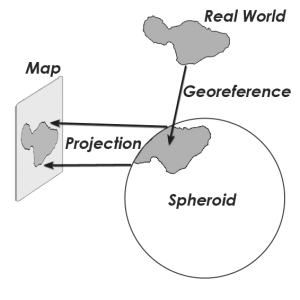 Real World
Map
Georeference
Projection
Spheroid